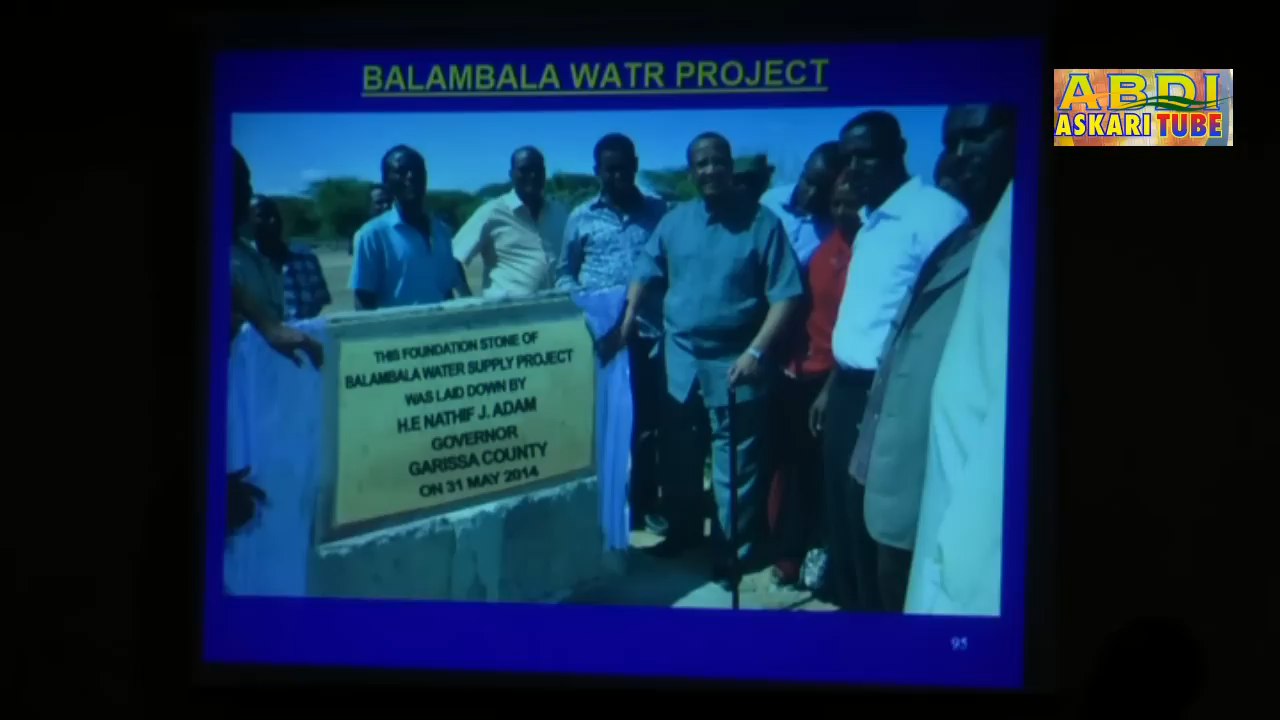 BALAMBALA WATR PROJECT
ABDI
ASKARI TUBE
THIS FOUNDATION STONE OF
BALAMBALA WATER SUPPLY PROJECT
WAS LAID DOWN BY
H.E NATHIF J. ADAM
GOVERNOR
GARISSA COUNTY
ON 31 MAY 2014
95